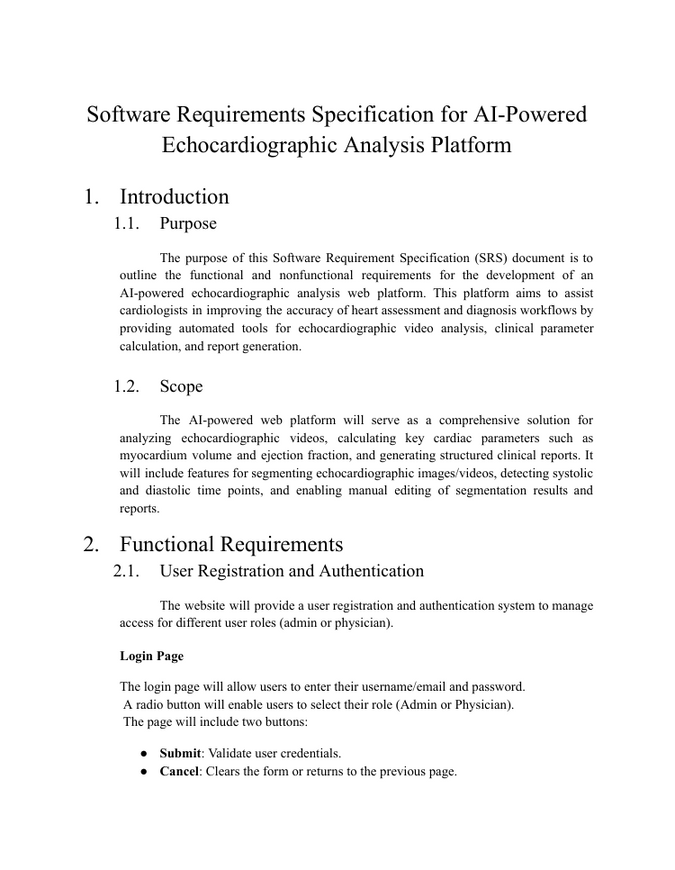 Software Requirements Specification for AI-Powered
Echocardiographic Analysis Platform
1. Introduction
1.1. Purpose
The purpose of this Software Requirement Specification (SRS) document is to
outline the functional and nonfunctional requirements for the development of an
AI-powered echocardiographic analysis web platform. This platform aims to assist
cardiologists in improving the accuracy of heart assessment and diagnosis workflows by
providing automated tools for echocardiographic video analysis, clinical parameter
calculation, and report generation.
1.2. Scope
The AI-powered web platform will serve as a comprehensive solution for
analyzing echocardiographic videos, calculating key cardiac parameters such as
myocardium volume and ejection fraction, and generating structured clinical reports. It
will include features for segmenting echocardiographic images/videos, detecting systolic
and diastolic time points, and enabling manual editing of segmentation results and
reports.
2. Functional Requirements
2.1. User Registration and Authentication
The website will provide a user registration and authentication system to manage
access for different user roles (admin or physician).
Login Page
The login page will allow users to enter their username/email and password.
A radio button will enable users to select their role (Admin or Physician).
The page will include two buttons:
● Submit: Validate user credentials.
● Cancel: Clears the form or returns to the previous page.